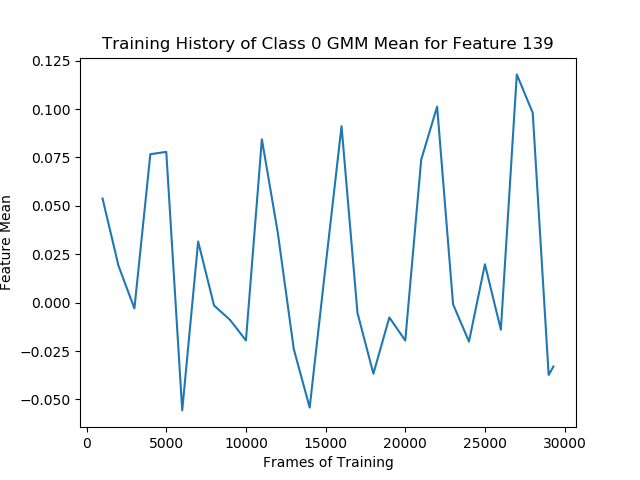 Training History of Class 0 GMM Mean for Feature 139
0.125
0.100
0.075
0.050
0.025
0.000
−0.025
−0.050
Feature Mean
0 5000 10000 15000 20000 25000 30000
Frames of Training